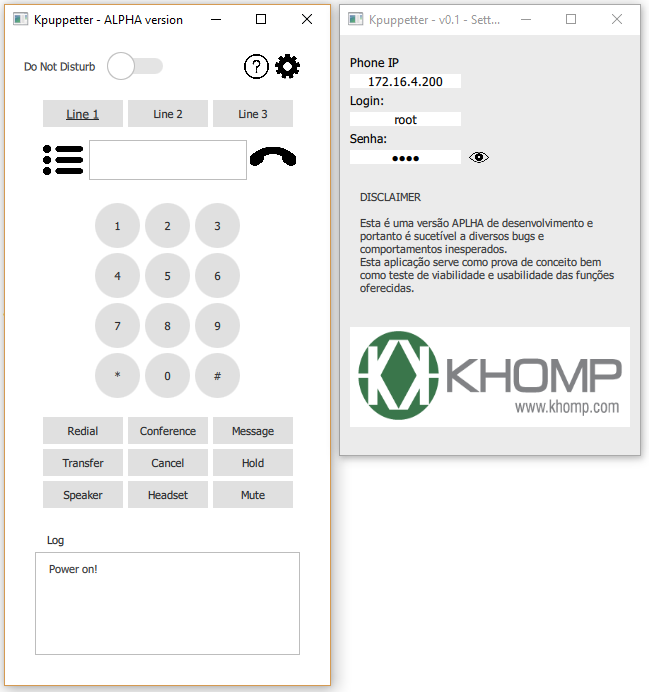 Kpuppetter - ALPHA version
Do Not Disturb
?
Line 1
Line 2
Line 3
1
2
3
4
5
6
7
8
9
*
0
#
Redial
Conference
Message
Transfer
Cancel
Hold
Speaker
Headset
Mute
Log
Power on!
Kpuppetter - v0.1 - Sett...
Phone IP
172.16.4.200
Login:
root
Senha:
●●●●
DISCLAIMER
Esta é uma versão APLHA de desenvolvimento e
portanto é sucetível a diversos bugs e
comportamentos inesperados.
Esta aplicação serve como prova de conceito bem
como teste de viabilidade e usabilidade das funções
oferecidas.
KHOMP
www.khomp.com